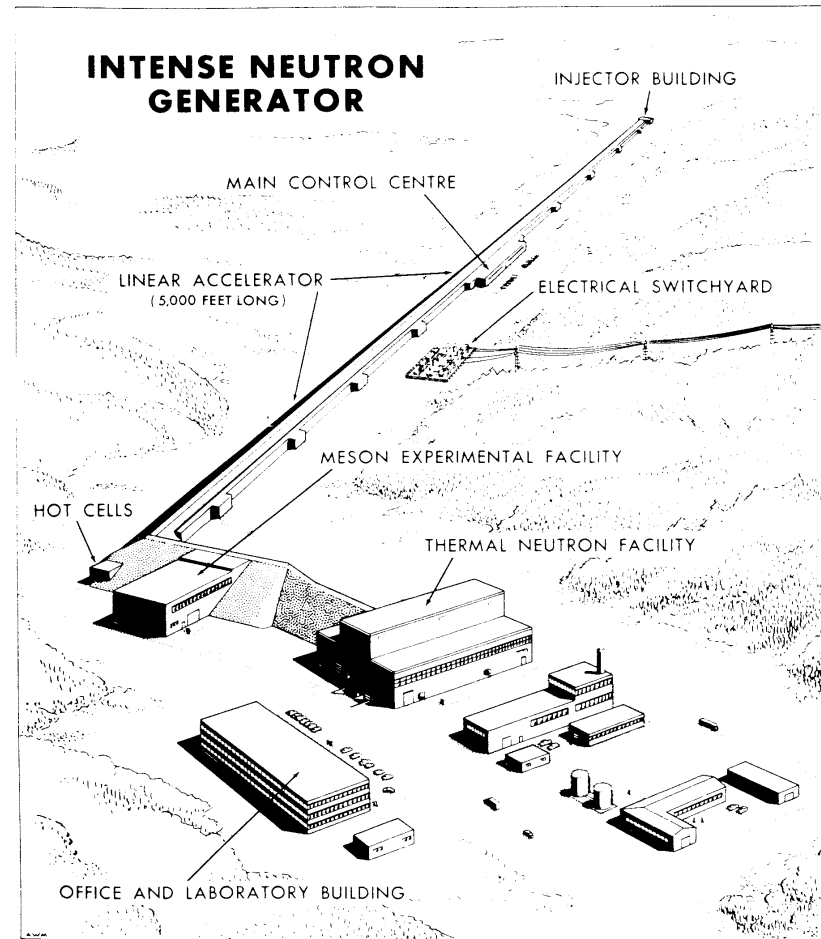 INTENSE NEUTRON
GENERATOR
INJECTOR BUILDING
MAIN CONTROL CENTRE
LINEAR ACCELERATOR
(5,000 FEET LONG)
ELECTRICAL SWITCHYARD
MESON EXPERIMENTAL FACILITY
HOT CELLS
THERMAL NEUTRON FACILITY
OFFICE AND LABORATORY BUILDING
AWM